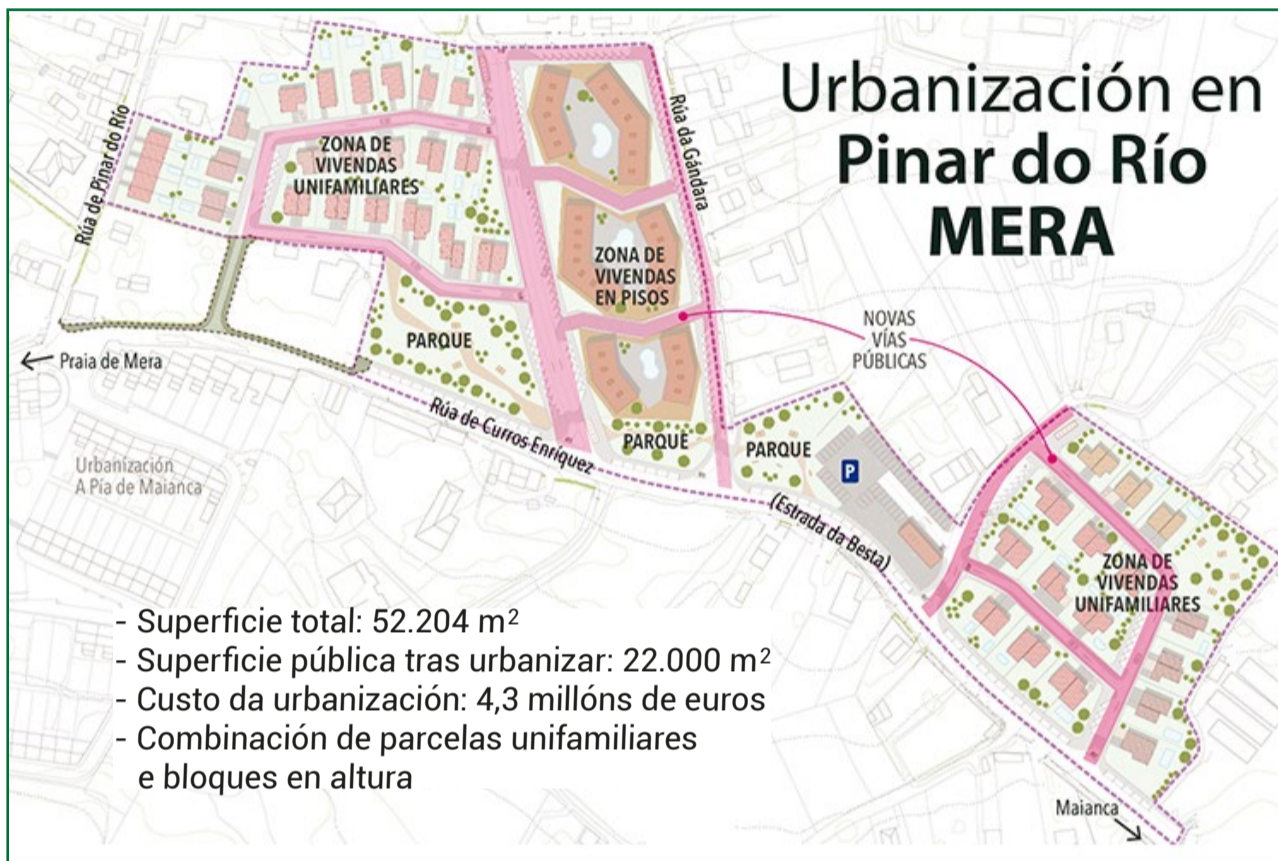 Urbanización en
Pinar do Río
MERA
Rúa de Pinar do Río
ZONA DE
VIVENDAS
UNIFAMILIARES
Rúa da Gándara
ZONA DE
VIVENDAS
EN PISOS
NOVAS
VÍAS
PÚBLICAS
PARQUE
← Praia de Mera
Rúa de Curros Enríquez
PARQUE
PARQUE
P
(Estrada da Besta)
Urbanización
A Pía de Maianca
ZONA DE
VIVENDAS
UNIFAMILIARES
- Superficie total: 52.204 m²
- Superficie pública tras urbanizar: 22.000 m²
- Custo da urbanización: 4,3 millóns de euros
- Combinación de parcelas unifamiliares
e bloques en altura
Maianca